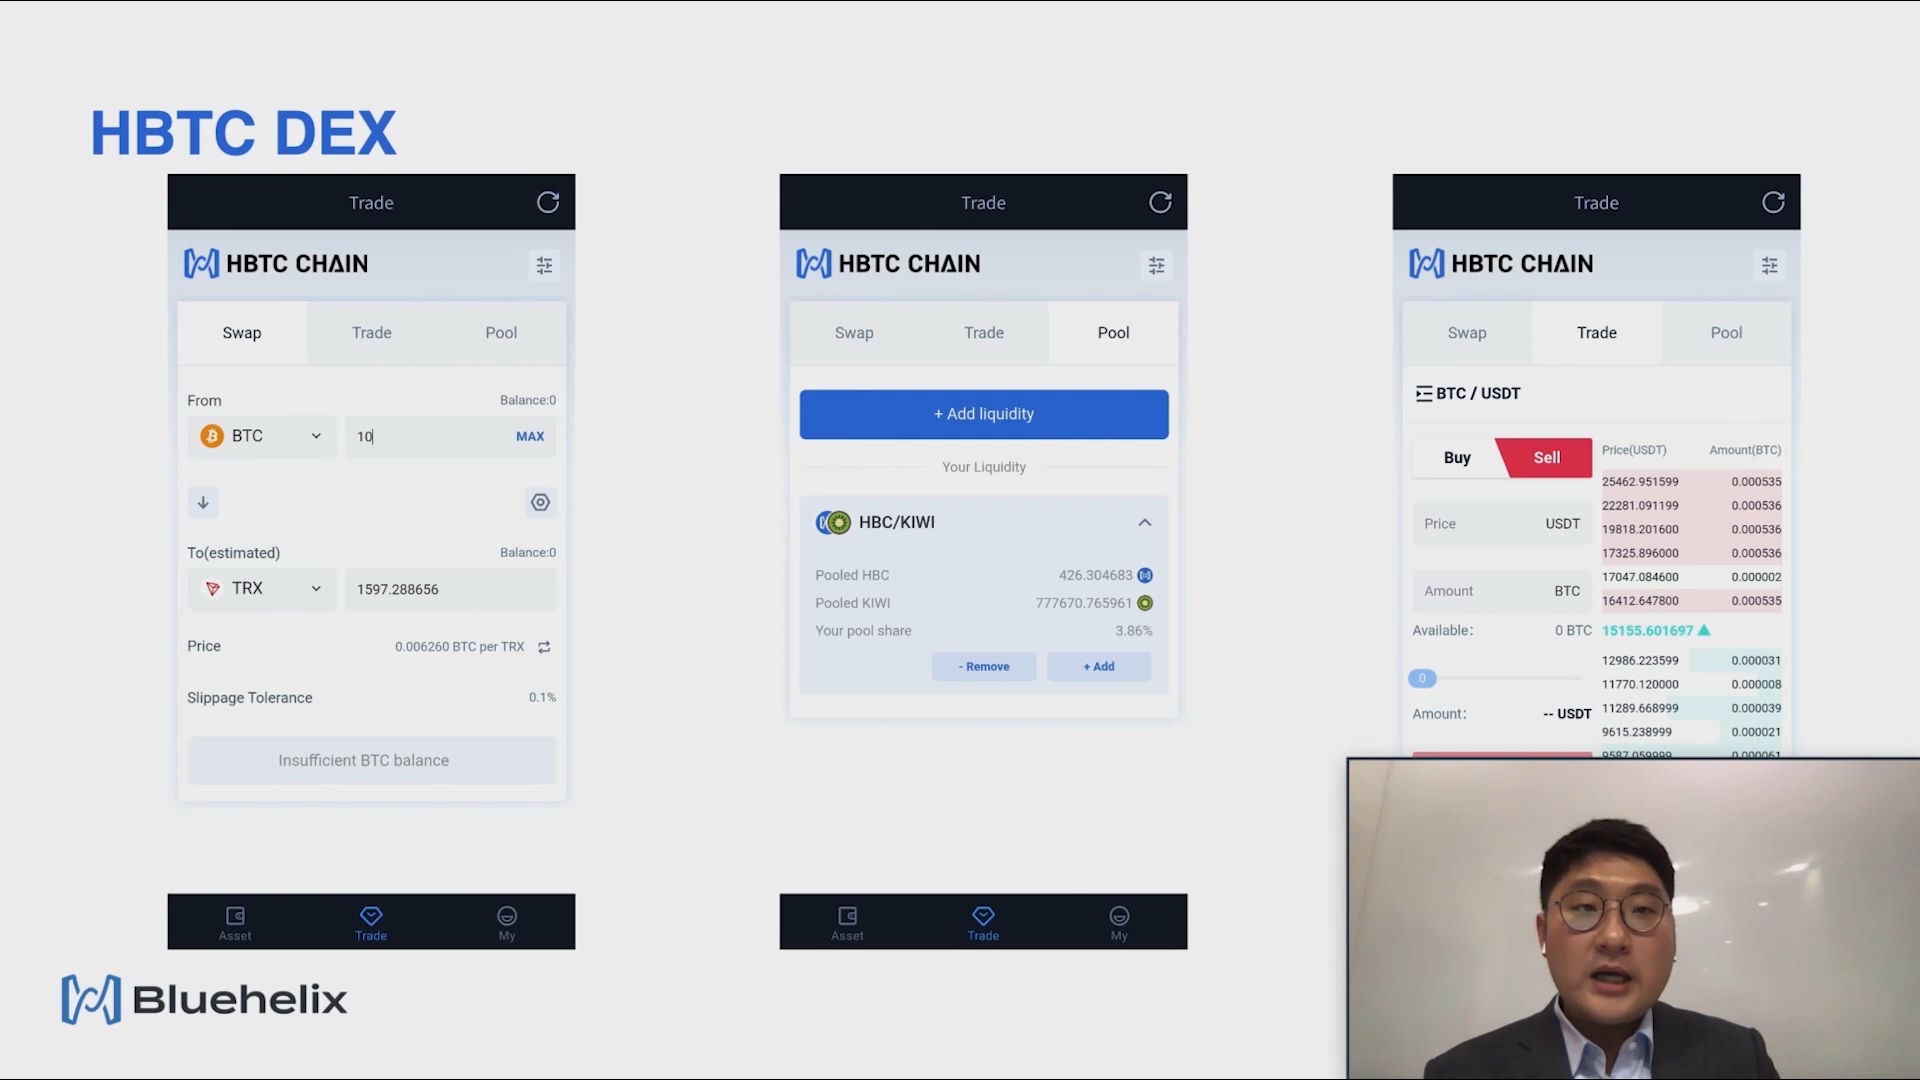 HBTC DEX
Trade
HBTC CHAIN
Swap Trade Pool
From Balance:0
BTC 10 MAX
To(estimated) Balance:0
TRX 1597.288656
Price 0.006260 BTC per TRX
Slippage Tolerance 0.1%
Insufficient BTC balance
Asset Trade My
Trade
HBTC CHAIN
Swap Trade Pool
+ Add liquidity
Your Liquidity
HBC/KIWI
Pooled HBC 426.304683
Pooled KIWI 777670.765961
Your pool share 3.86%
- Remove + Add
Asset Trade My
Trade
HBTC CHAIN
Swap Trade Pool
BTC / USDT
Buy Sell
Price USDT
Amount BTC
Available: 0 BTC
0
Amount: -- USDT
Price(USDT) Amount(BTC)
25462.951599 0.000535
22281.091199 0.000536
19818.201600 0.000536
17325.896000 0.000536
17047.084600 0.000002
16412.647800 0.000535
15155.601697
12986.223599 0.000031
11770.120000 0.000008
11289.668999 0.000039
9615.238999 0.000021
9587.059999 0.000061
Bluehelix